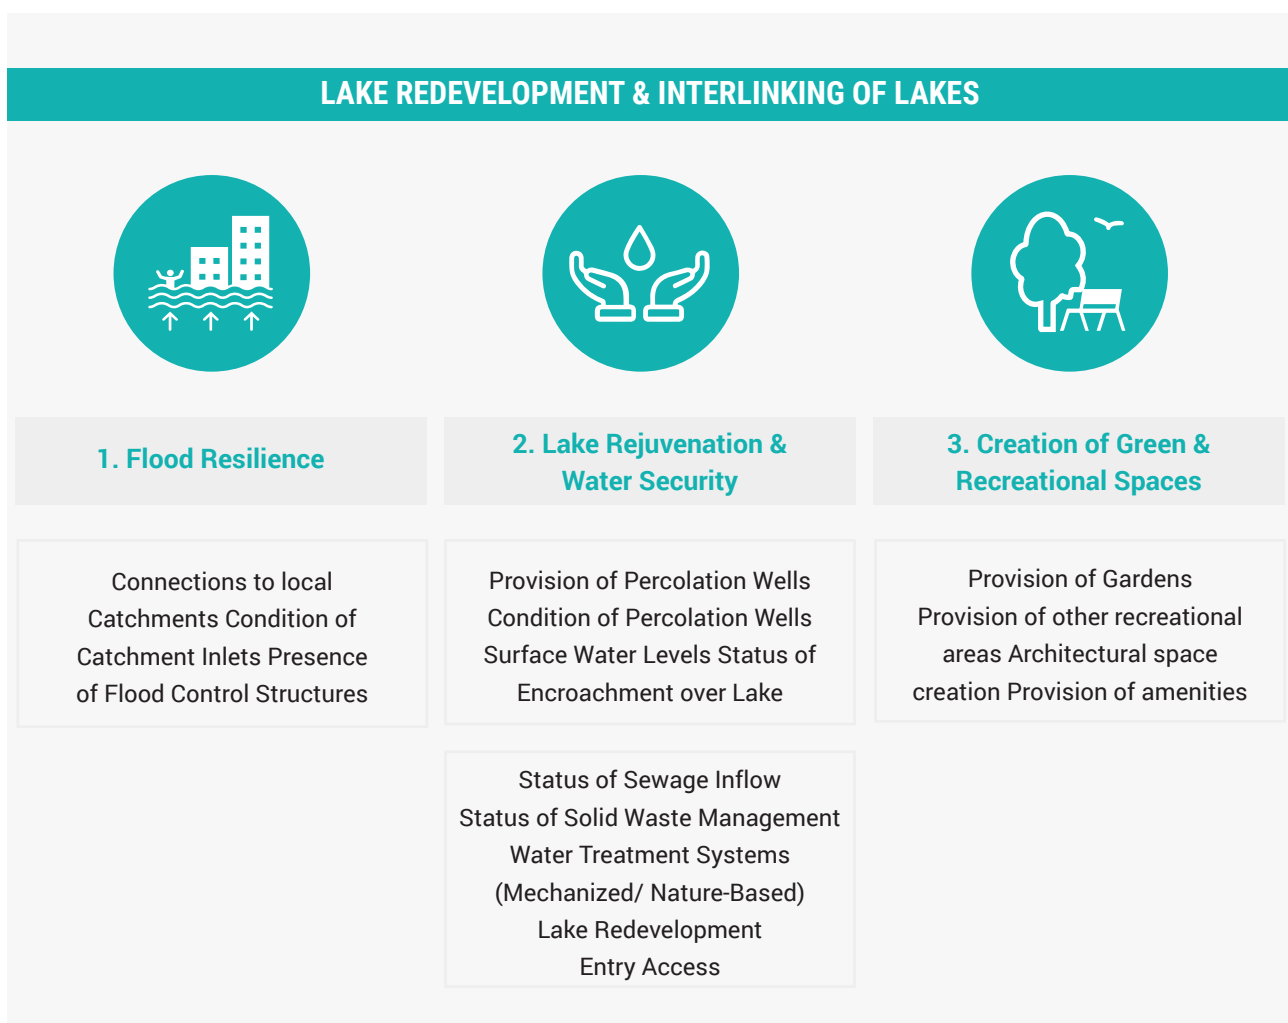 LAKE REDEVELOPMENT & INTERLINKING OF LAKES
1. Flood Resilience
Connections to local
Catchments Condition of
Catchment Inlets Presence
of Flood Control Structures
2. Lake Rejuvenation &
Water Security
Provision of Percolation Wells
Condition of Percolation Wells
Surface Water Levels Status of
Encroachment over Lake
Status of Sewage Inflow
Status of Solid Waste Management
Water Treatment Systems
(Mechanized/ Nature-Based)
Lake Redevelopment
Entry Access
3. Creation of Green &
Recreational Spaces
Provision of Gardens
Provision of other recreational
areas Architectural space
creation Provision of amenities